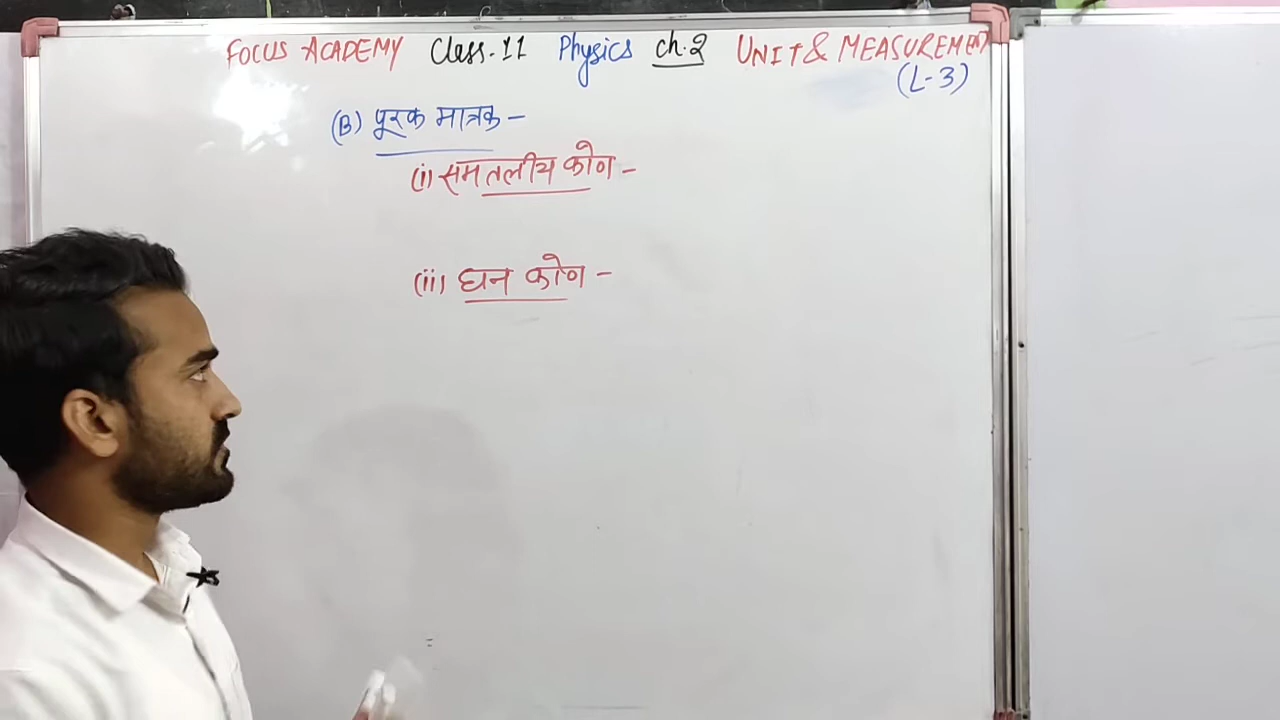 FOCUS ACADEMY Class-11 Physics ch.2 UNIT & MEASUREMENT
(L-3)
(B) पूरक मात्रक -
(i) समतलीय कोण -
(ii) घन कोण -